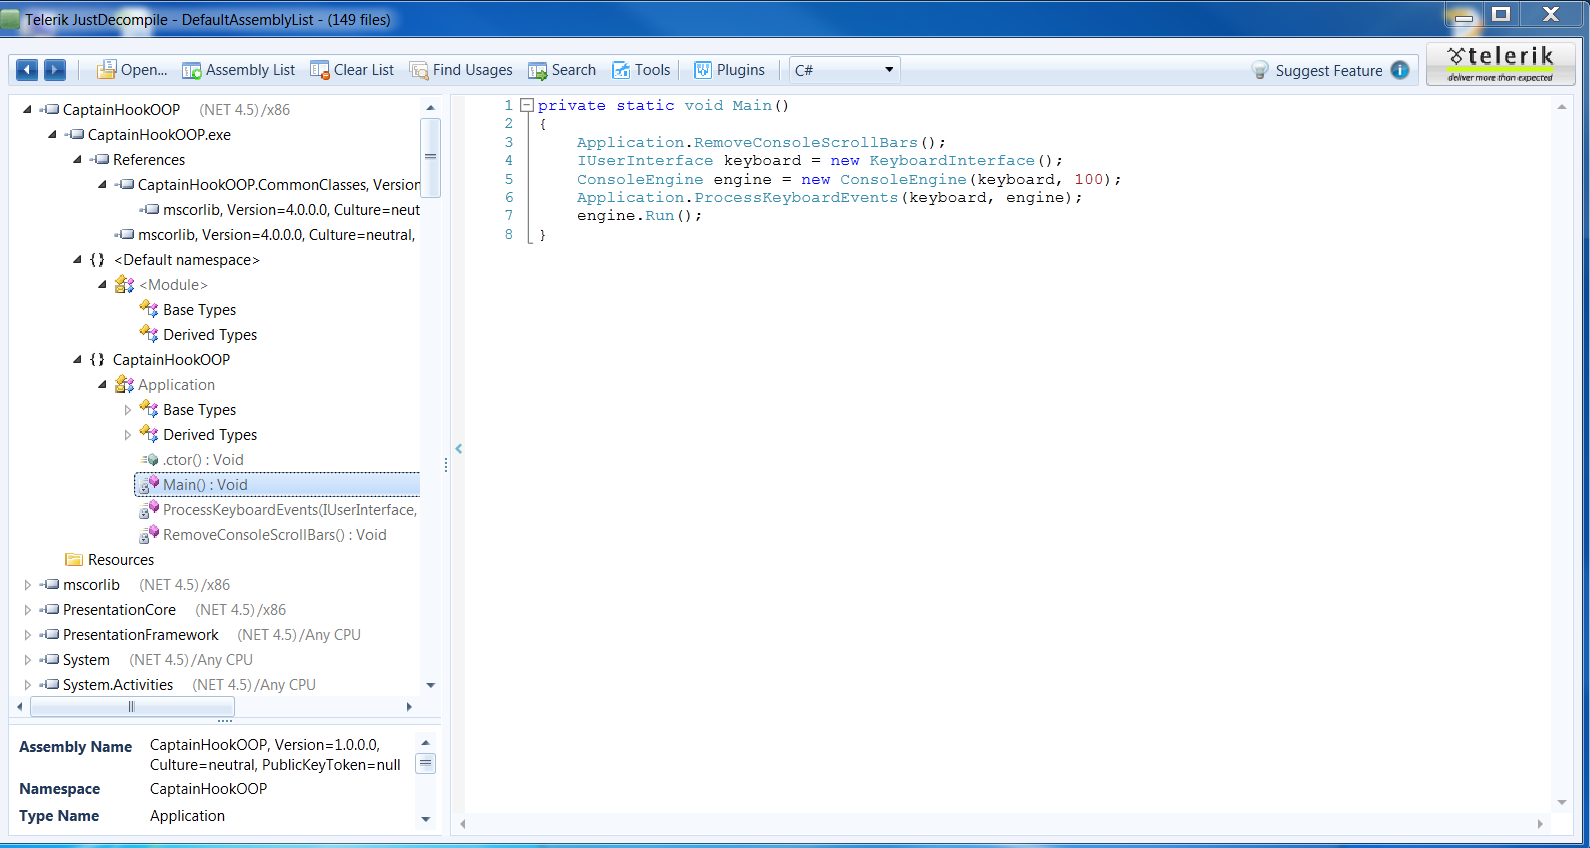 Telerik JustDecompile - DefaultAssemblyList - (149 files)
Open... Assembly List Clear List Find Usages Search Tools Plugins C# Suggest Feature telerik
deliver more than expected
CaptainHookOOP (NET 4.5)/x86
CaptainHookOOP.exe
References
CaptainHookOOP.CommonClasses, Version
mscorlib, Version=4.0.0.0, Culture=neut
mscorlib, Version=4.0.0.0, Culture=neutral,
{} <Default namespace>
<Module>
Base Types
Derived Types
{} CaptainHookOOP
Application
Base Types
Derived Types
.ctor() : Void
Main() : Void
ProcessKeyboardEvents(IUserInterface,
RemoveConsoleScrollBars() : Void
Resources
mscorlib (NET 4.5)/x86
PresentationCore (NET 4.5)/x86
PresentationFramework (NET 4.5)/Any CPU
System (NET 4.5)/Any CPU
System.Activities (NET 4.5)/Any CPU
Assembly Name CaptainHookOOP, Version=1.0.0.0,
Culture=neutral, PublicKeyToken=null
Namespace CaptainHookOOP
Type Name Application
1 private static void Main()
2 {
3 Application.RemoveConsoleScrollBars();
4 IUserInterface keyboard = new KeyboardInterface();
5 ConsoleEngine engine = new ConsoleEngine(keyboard, 100);
6 Application.ProcessKeyboardEvents(keyboard, engine);
7 engine.Run();
8 }